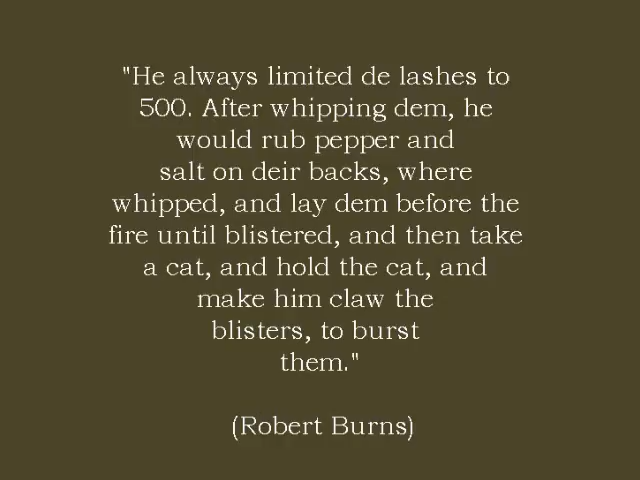 "He always limited de lashes to
500. After whipping dem, he
would rub pepper and
salt on deir backs, where
whipped, and lay dem before the
fire until blistered, and then take
a cat, and hold the cat, and
make him claw the
blisters, to burst
them."
(Robert Burns)